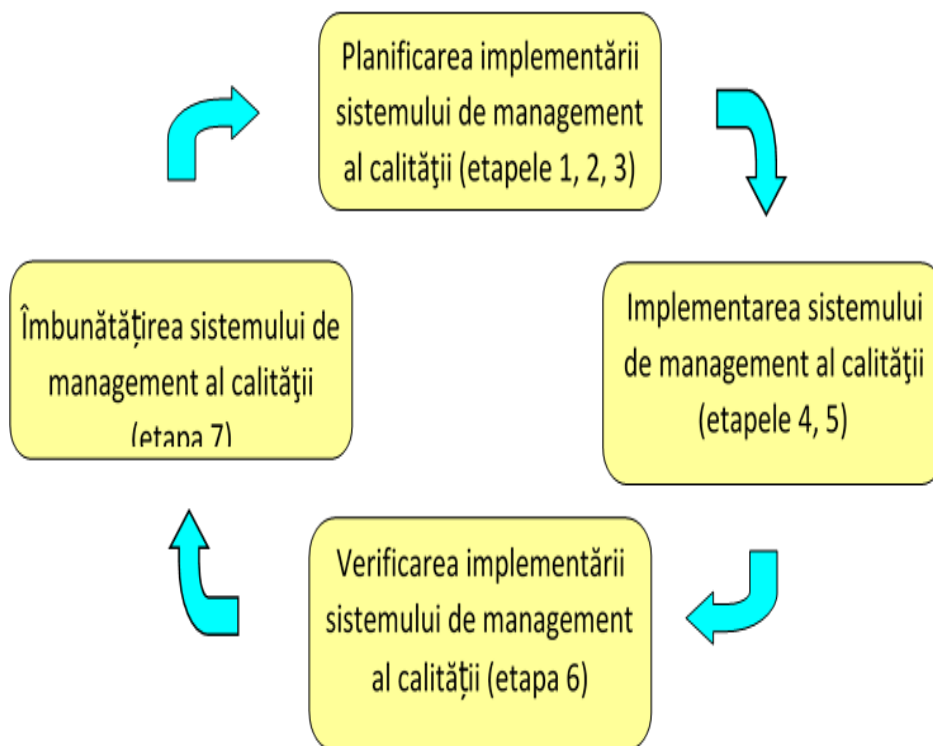 Planificarea implementării
sistemului de management
al calităţii (etapele 1, 2, 3)
Implementarea sistemului
de management al calităţii
(etapele 4, 5)
Verificarea implementării
sistemului de management
al calităţii (etapa 6)
Îmbunătățirea sistemului de
management al calităţii
(etapa 7)